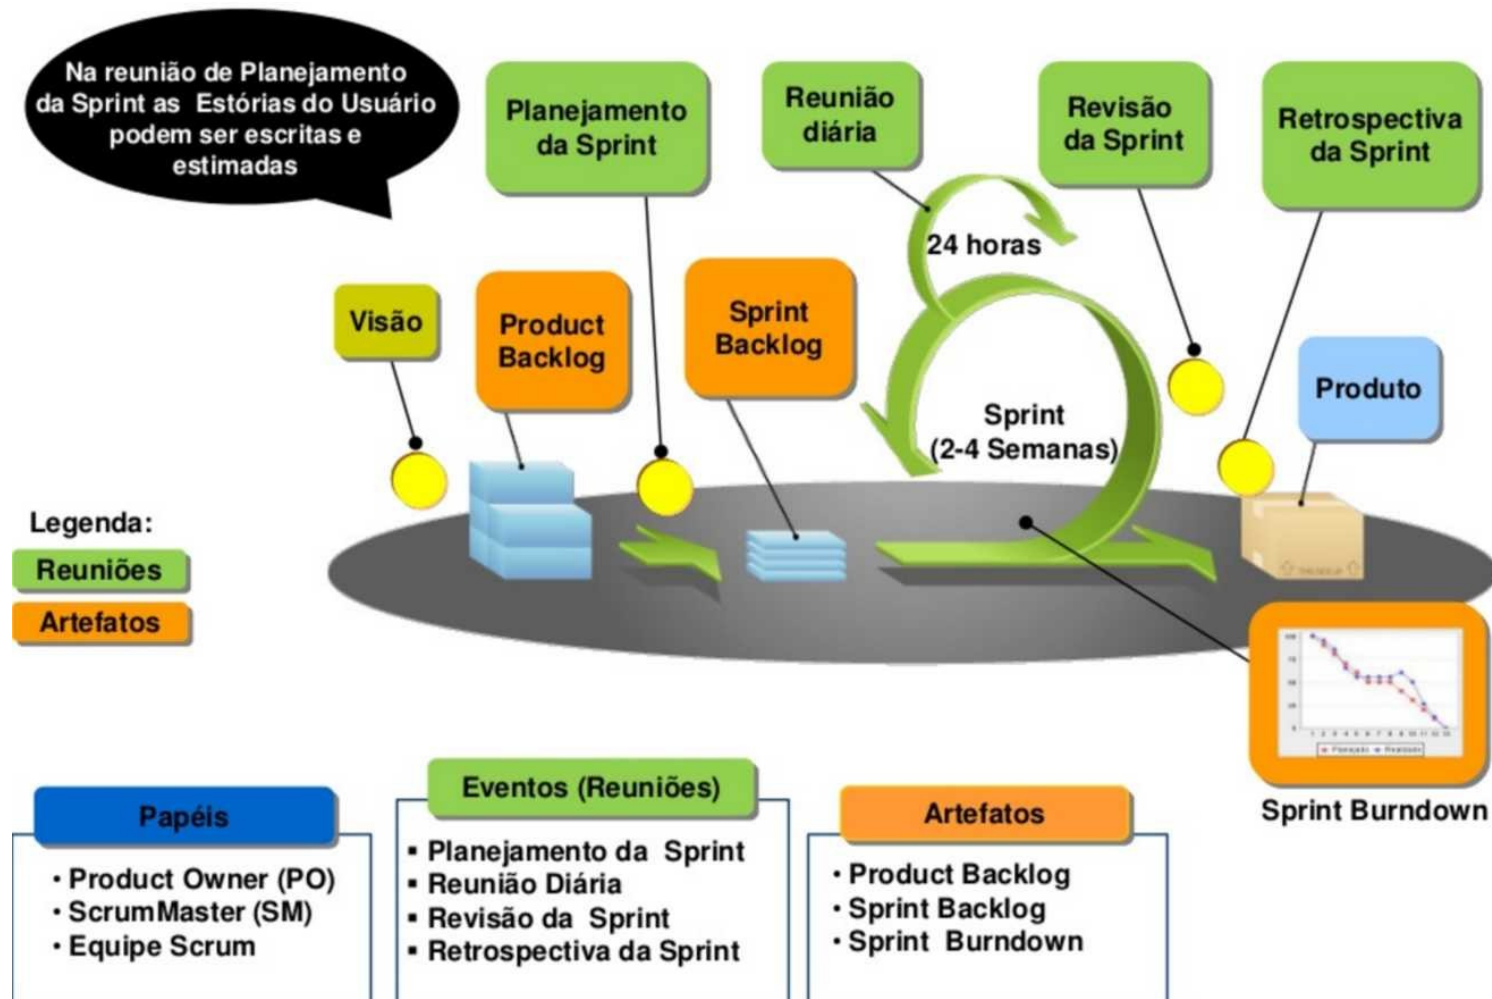 Na reunião de Planejamento
da Sprint as Estórias do Usuário
podem ser escritas e
estimadas
Planejamento
da Sprint
Reunião
diária
Revisão
da Sprint
Retrospectiva
da Sprint
24 horas
Visão
Product
Backlog
Sprint
Backlog
Sprint
(2-4 Semanas)
Produto
Legenda:
Reuniões
Artefatos
Sprint Burndown
Papéis
• Product Owner (PO)
• ScrumMaster (SM)
• Equipe Scrum
Eventos (Reuniões)
▪ Planejamento da Sprint
▪ Reunião Diária
▪ Revisão da Sprint
▪ Retrospectiva da Sprint
Artefatos
• Product Backlog
• Sprint Backlog
• Sprint Burndown